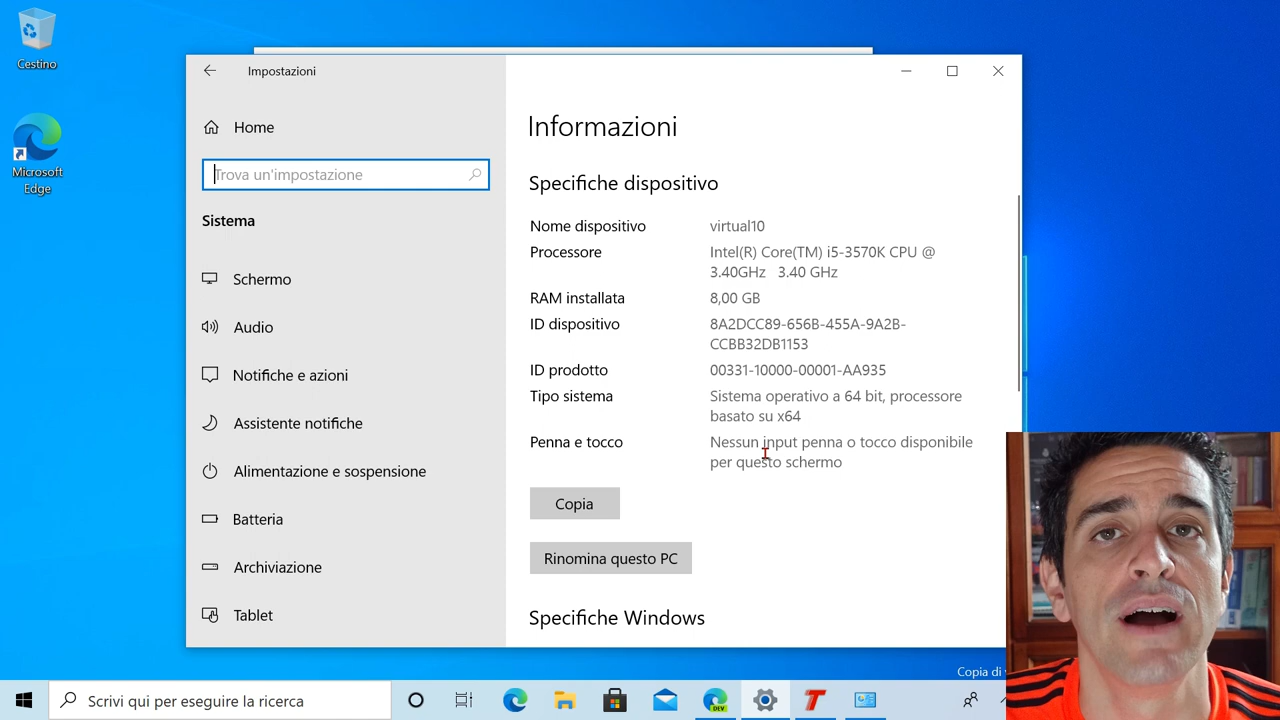 Cestino
Microsoft
Edge
Impostazioni
Home
Trova un'impostazione
Sistema
Schermo
Audio
Notifiche e azioni
Assistente notifiche
Alimentazione e sospensione
Batteria
Archiviazione
Tablet
Informazioni
Specifiche dispositivo
Nome dispositivo virtual10
Processore Intel(R) Core(TM) i5-3570K CPU @
3.40GHz 3.40 GHz
RAM installata 8,00 GB
ID dispositivo 8A2DCC89-656B-455A-9A2B-
CCBB32DB1153
ID prodotto 00331-10000-00001-AA935
Tipo sistema Sistema operativo a 64 bit, processore
basato su x64
Penna e tocco Nessun input penna o tocco disponibile
per questo schermo
Copia
Rinomina questo PC
Specifiche Windows
Copia di
Scrivi qui per eseguire la ricerca
DEV
T